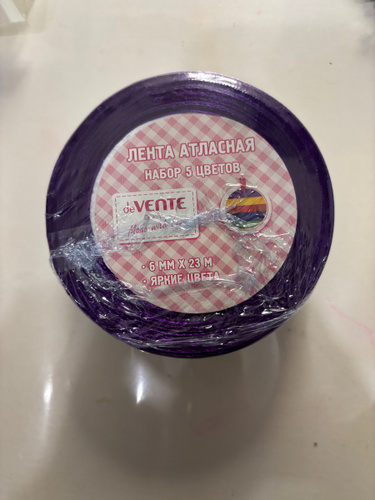 ЛЕНТА АТЛАСНАЯ
НАБОР 5 ЦВЕТОВ
deVENTE
• 6 ММ X 23 М
• ЯРКИЕ ЦВЕТА